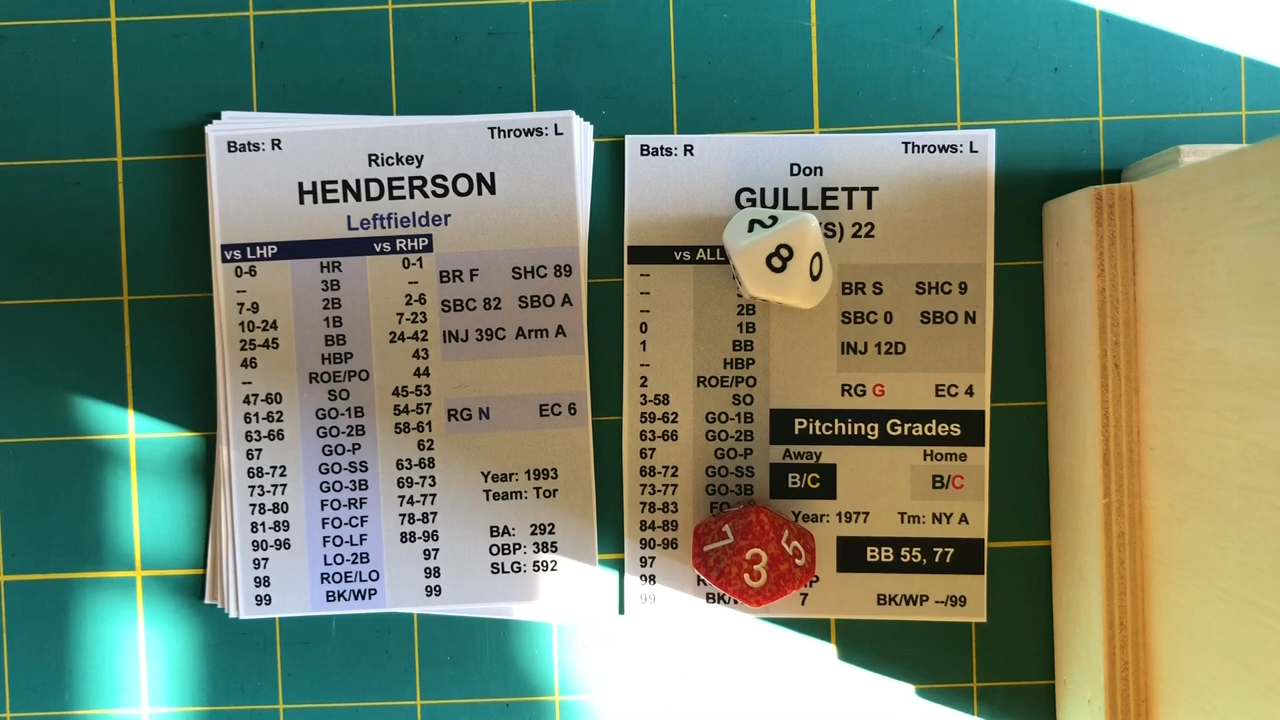 Bats: R Throws: L
Rickey
HENDERSON
Leftfielder
vs LHP vs RHP
0-6 HR 0-1
-- 3B --
7-9 2B 2-6
10-24 1B 7-23
25-45 BB 24-42
46 HBP 43
-- ROE/PO 44
47-60 SO 45-53
61-62 GO-1B 54-57
63-66 GO-2B 58-61
67 GO-P 62
68-72 GO-SS 63-68
73-77 GO-3B 69-73
78-80 FO-RF 74-77
81-89 FO-CF 78-87
90-96 FO-LF 88-96
97 LO-2B 97
98 ROE/LO 98
99 BK/WP 99
BR F SHC 89
SBC 82 SBO A
INJ 39C Arm A
RG N EC 6
Year: 1993
Team: Tor
BA: 292
OBP: 385
SLG: 592
Bats: R Throws: L
Don
GULLETT
22
vs ALL
--
--
-- 2B
0 1B
1 BB
-- HBP
2 ROE/PO
3-58 SO
59-62 GO-1B
63-66 GO-2B
67 GO-P
68-72 GO-SS
73-77 GO-3B
78-83
84-89
90-96
97
98
99
7
BR S SHC 9
SBC 0 SBO N
INJ 12D
RG G EC 4
Pitching Grades
Away Home
B/C B/C
Year: 1977 Tm: NY A
BB 55, 77
BK/WP --/99
2 8 0
1 3 5